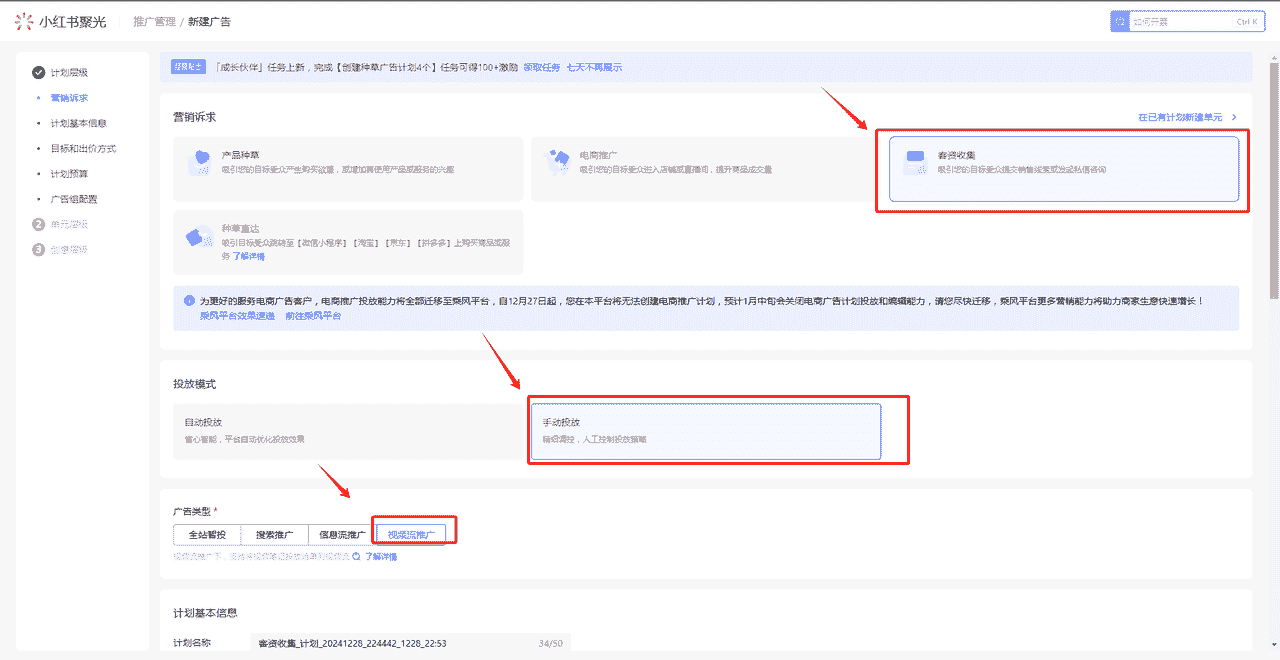 小红书聚光
推广管理 / 新建广告
如何开票
Ctrl K
计划层级
营销诉求
计划基本信息
目标和出价方式
计划预算
广告组配置
2 单元层级
3 创意层级
「成长伙伴」任务上新，完成【创建种草广告计划4个】任务可得100+激励 领取任务 七天不再展示
营销诉求
在已有计划新建单元 >
产品种草
吸引您的目标受众产生购买欲望，或增加其使用产品或服务的兴趣
电商推广
吸引您的目标受众进入店铺或直播间，提升商品成交量
客资收集
吸引您的目标受众提交销售线索或发起私信咨询
种草直达
吸引目标受众跳转至【微信小程序】【淘宝】【京东】【拼多多】上购买商品或服
务 了解详情
为更好的服务电商广告客户，电商推广投放能力将全部迁移至乘风平台，自12月27日起，您在本平台将无法创建电商推广计划，预计1月中旬会关闭电商广告计划投放和编辑能力，请您尽快迁移，乘风平台更多营销能力将助力商家生意快速增长！
乘风平台效果速递 前往乘风平台
投放模式
自动投放
省心智能，平台自动优化投放效果
手动投放
精细调控，人工控制投放策略
广告类型 *
全站智投
搜索推广
信息流推广
视频流推广
了解详情
计划基本信息
计划名称
客资收集_计划_20241228_224442_1228_22:53
34/50